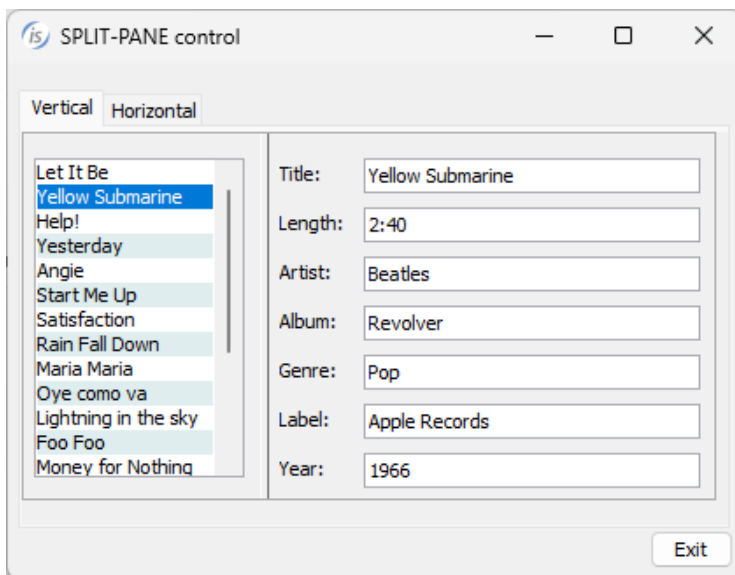 is SPLIT-PANE control
Vertical Horizontal
Let It Be
Yellow Submarine
Help!
Yesterday
Angie
Start Me Up
Satisfaction
Rain Fall Down
Maria Maria
Oye como va
Lightning in the sky
Foo Foo
Money for Nothing
Title: Yellow Submarine
Length: 2:40
Artist: Beatles
Album: Revolver
Genre: Pop
Label: Apple Records
Year: 1966
Exit